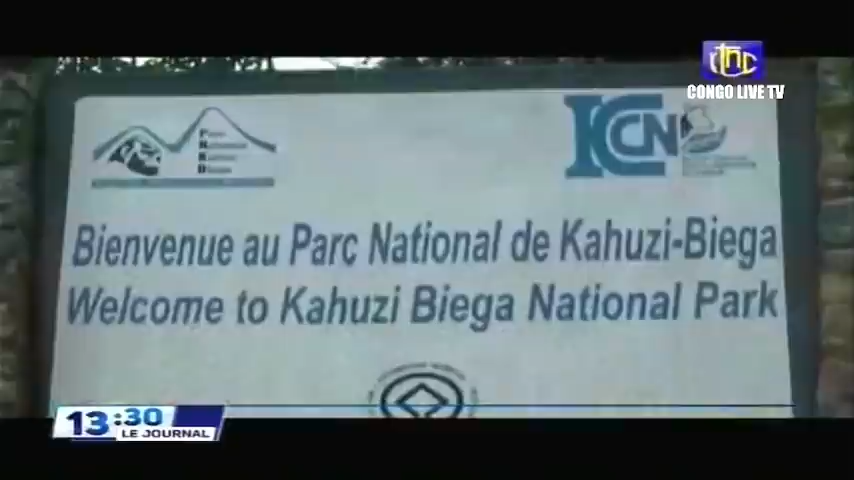 CONGO LIVE TV
ICCN
Bienvenue au Parc National de Kahuzi-Biega
Welcome to Kahuzi Biega National Park
13:30
LE JOURNAL